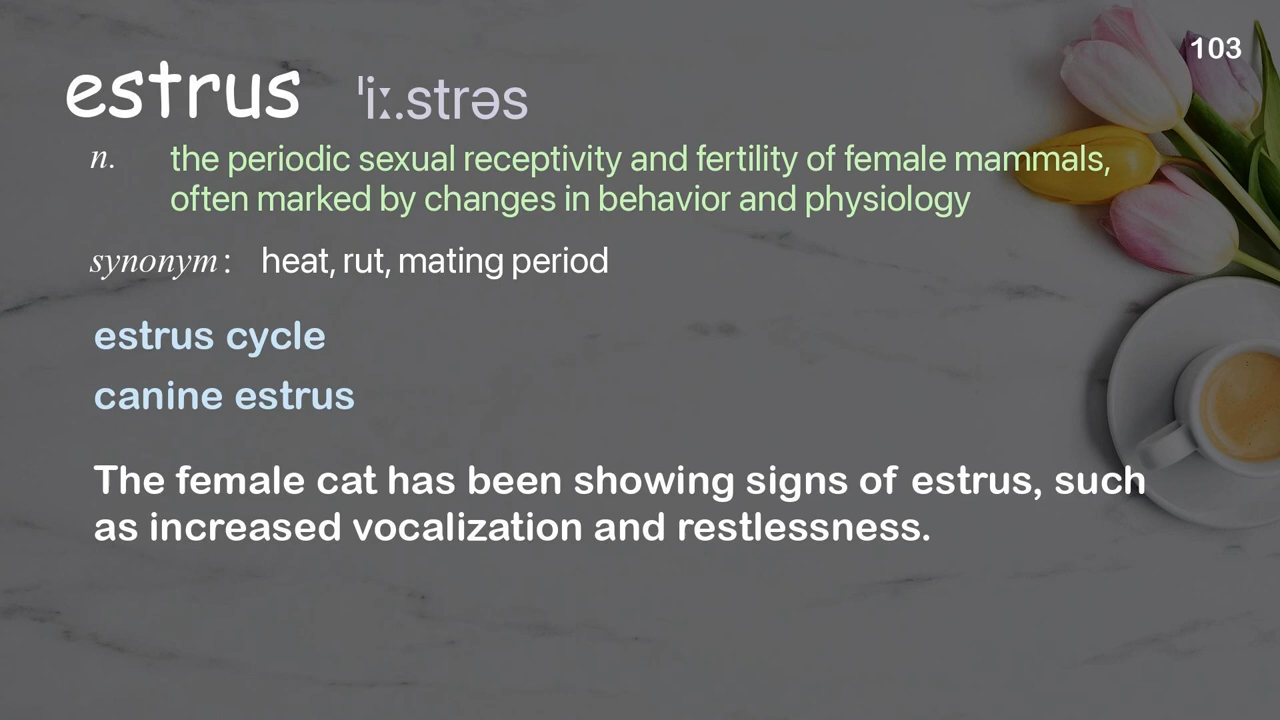 103
estrus ˈiː.strəs
n. the periodic sexual receptivity and fertility of female mammals,
often marked by changes in behavior and physiology
synonym: heat, rut, mating period
estrus cycle
canine estrus
The female cat has been showing signs of estrus, such
as increased vocalization and restlessness.